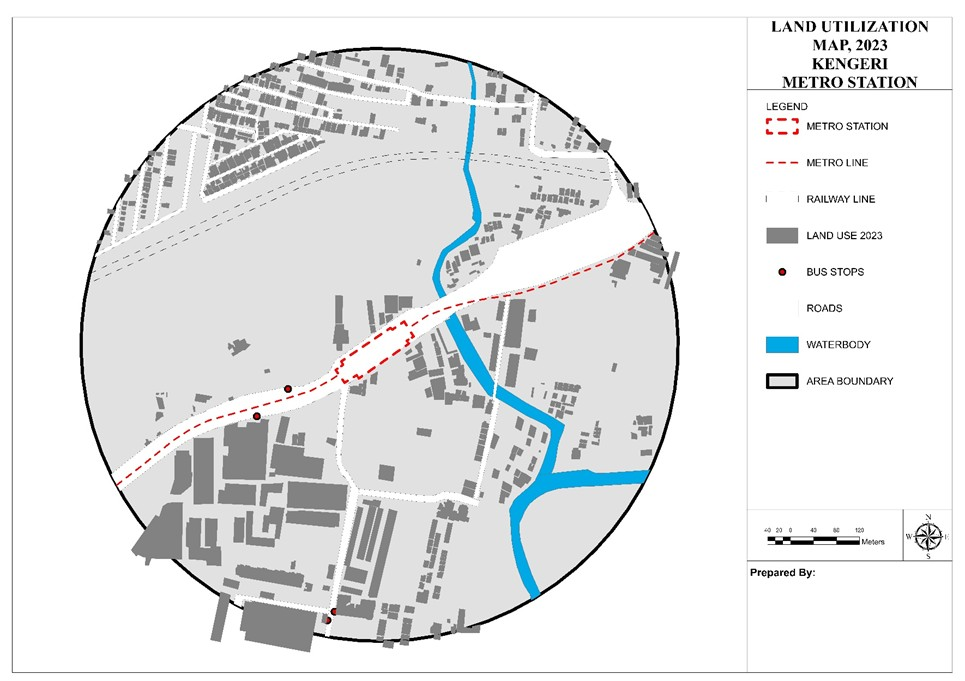 LAND UTILIZATION
MAP, 2023
KENGERI
METRO STATION
LEGEND
METRO STATION
METRO LINE
RAILWAY LINE
LAND USE 2023
BUS STOPS
ROADS
WATERBODY
AREA BOUNDARY
40 20 0 40 80 120
Meters
N
W E
S
Prepared By: